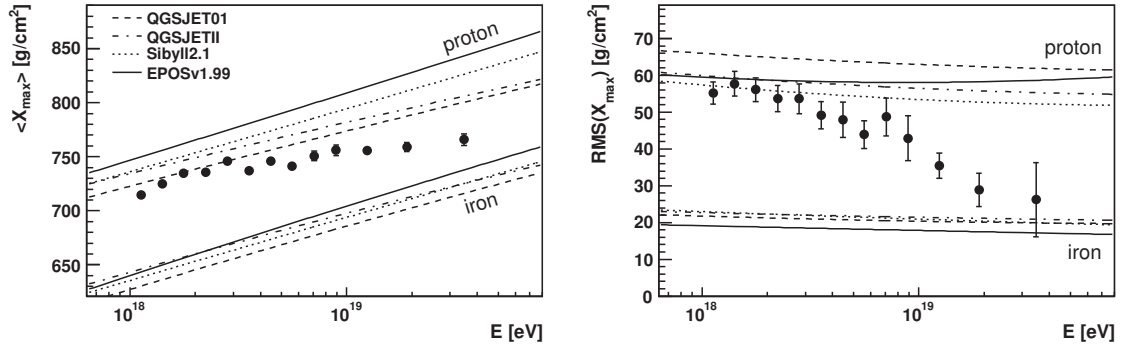 <X_max> [g/cm²]
850
800
750
700
650
QGSJET01
QGSJETII
Sibyll2.1
EPOSv1.99
proton
iron
10¹⁸
10¹⁹
E [eV]
RMS(X_max) [g/cm²]
70
60
50
40
30
20
10
0
proton
iron
10¹⁸
10¹⁹
E [eV]